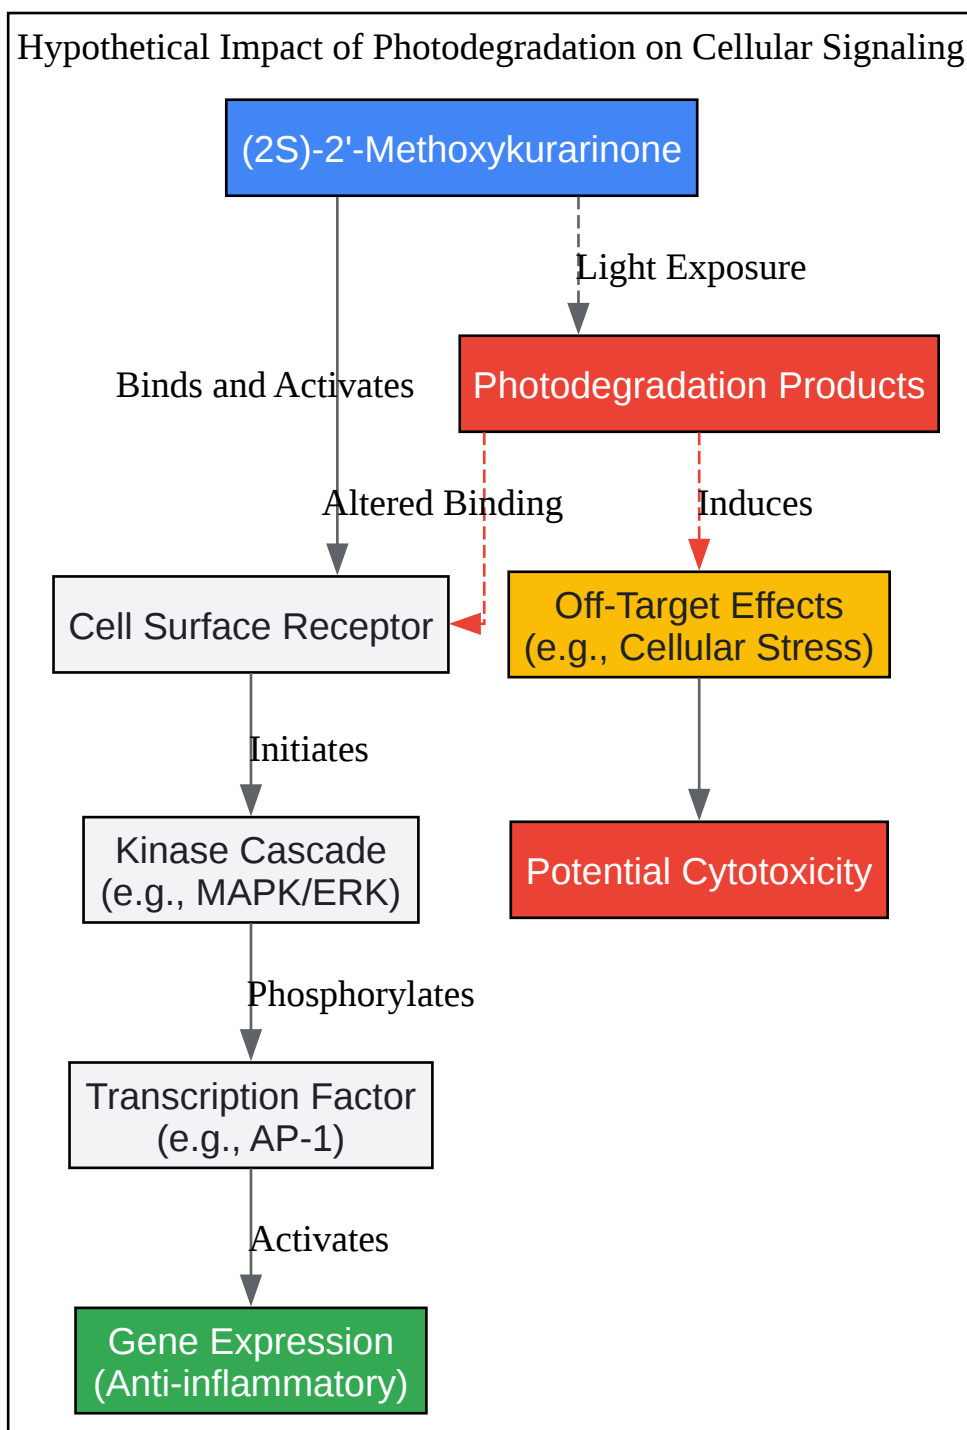 Hypothetical Impact of Photodegradation on Cellular Signaling
(2S)-2'-Methoxykurarinone
Light Exposure
Binds and Activates
Photodegradation Products
Altered Binding
Induces
Cell Surface Receptor
Off-Target Effects
(e.g., Cellular Stress)
Initiates
Kinase Cascade
(e.g., MAPK/ERK)
Potential Cytotoxicity
Phosphorylates
Transcription Factor
(e.g., AP-1)
Activates
Gene Expression
(Anti-inflammatory)